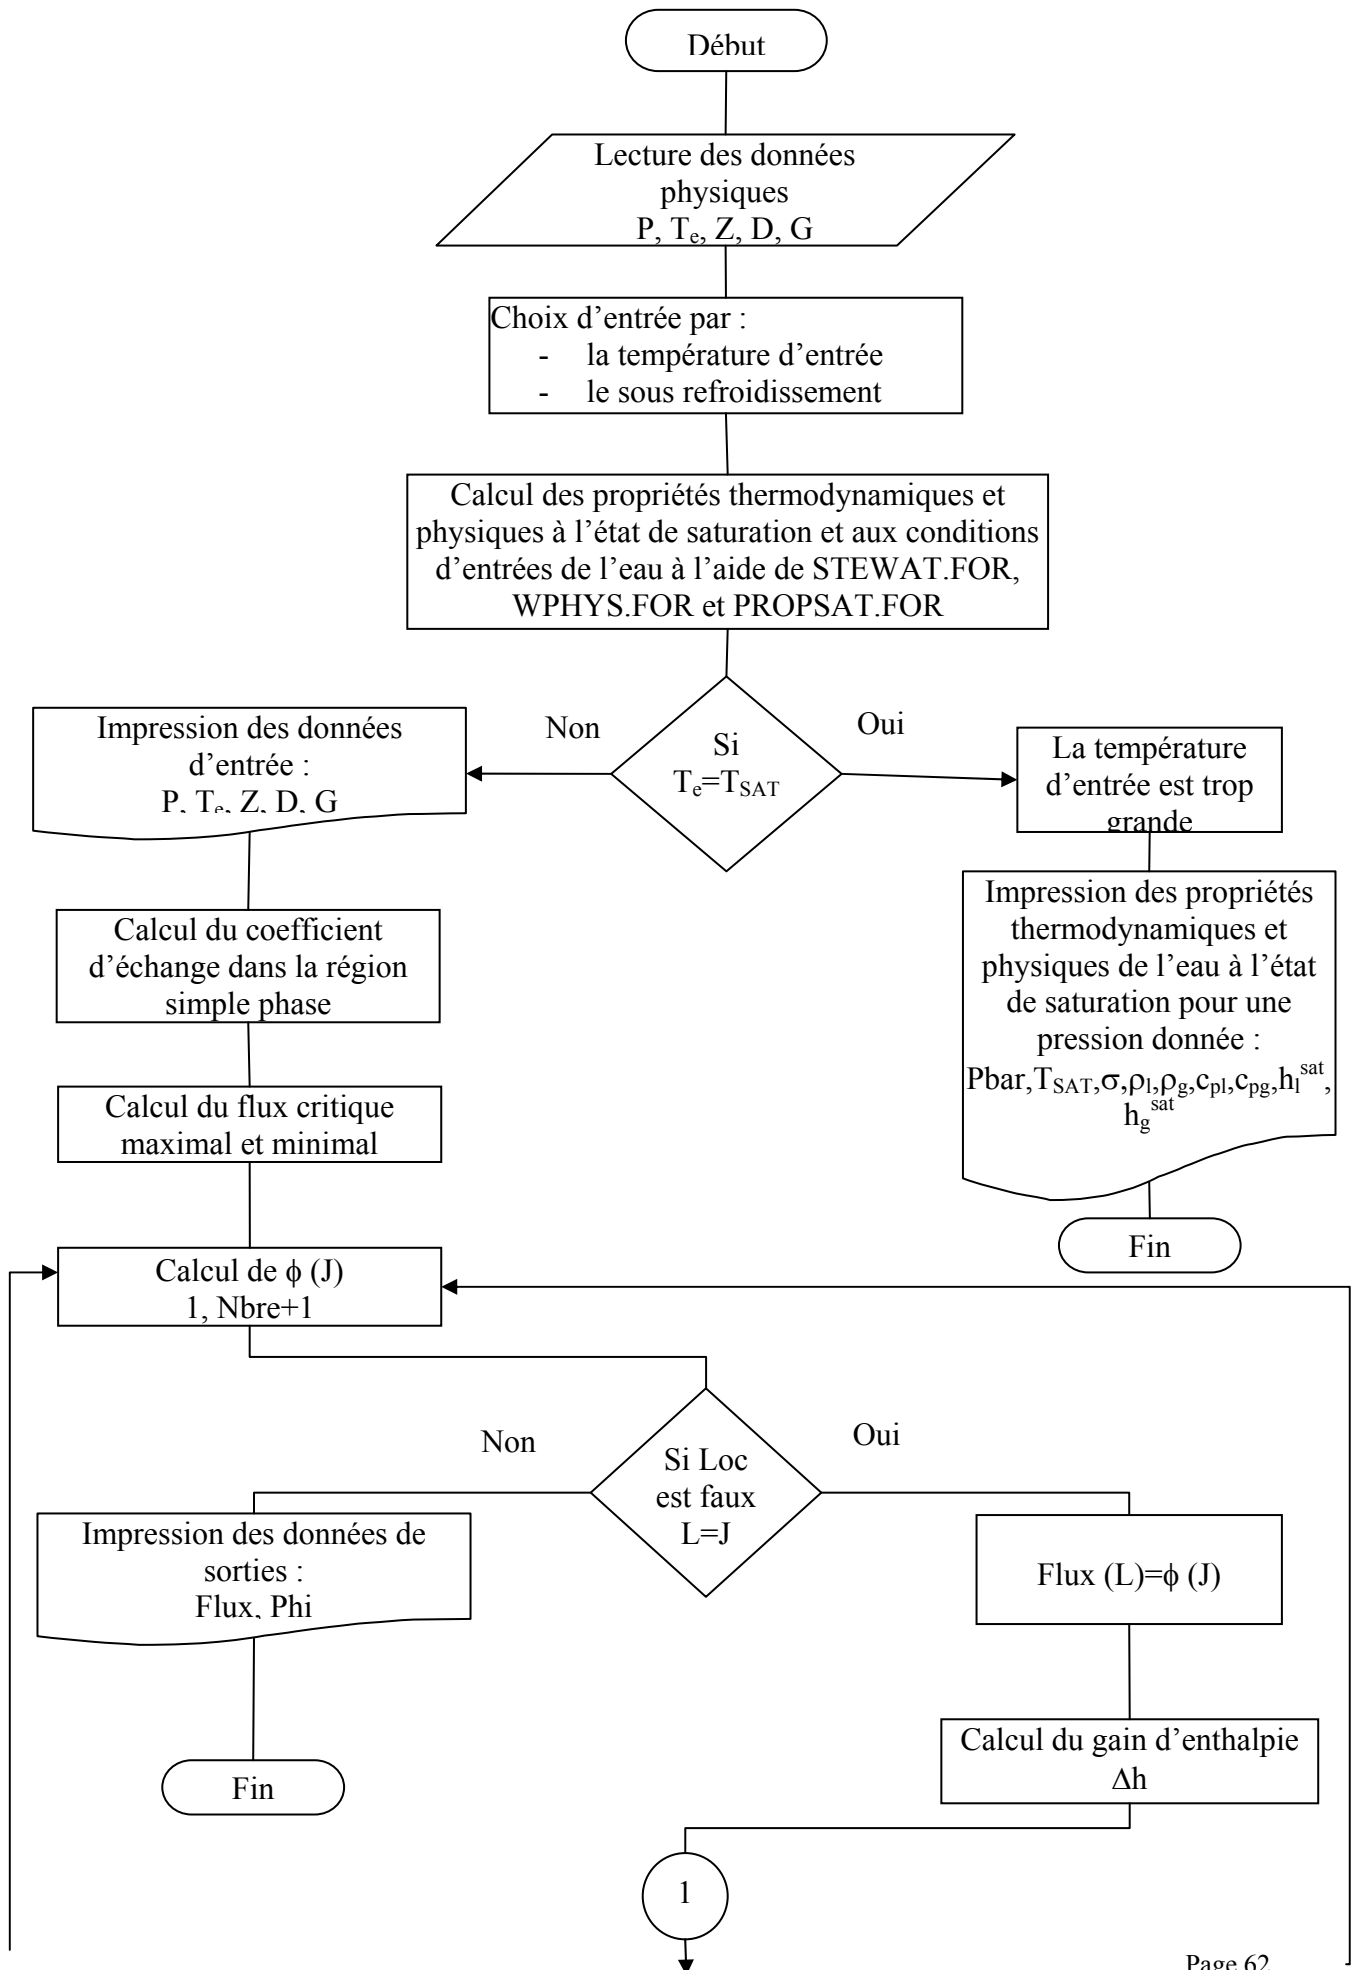 Début
Lecture des données
physiques
P, Te, Z, D, G
Choix d’entrée par :
- la température d’entrée
- le sous refroidissement
Calcul des propriétés thermodynamiques et
physiques à l’état de saturation et aux conditions
d’entrées de l’eau à l’aide de STEWAT.FOR,
WPHYS.FOR et PROPSAT.FOR
Si
Te=TSAT
Non
Oui
Impression des données
d’entrée :
P, Te, Z, D, G
La température
d’entrée est trop
grande
Calcul du coefficient
d’échange dans la région
simple phase
Impression des propriétés
thermodynamiques et
physiques de l’eau à l’état
de saturation pour une
pression donnée :
Pbar,TSAT,σ,ρl,ρg,cpl,cpg,hl^sat,
hg^sat
Calcul du flux critique
maximal et minimal
Fin
Calcul de ϕ (J)
1, Nbre+1
Si Loc
est faux
L=J
Non
Oui
Impression des données de
sorties :
Flux, Phi
Flux (L)=ϕ (J)
Fin
Calcul du gain d’enthalpie
Δh
1
Page 62